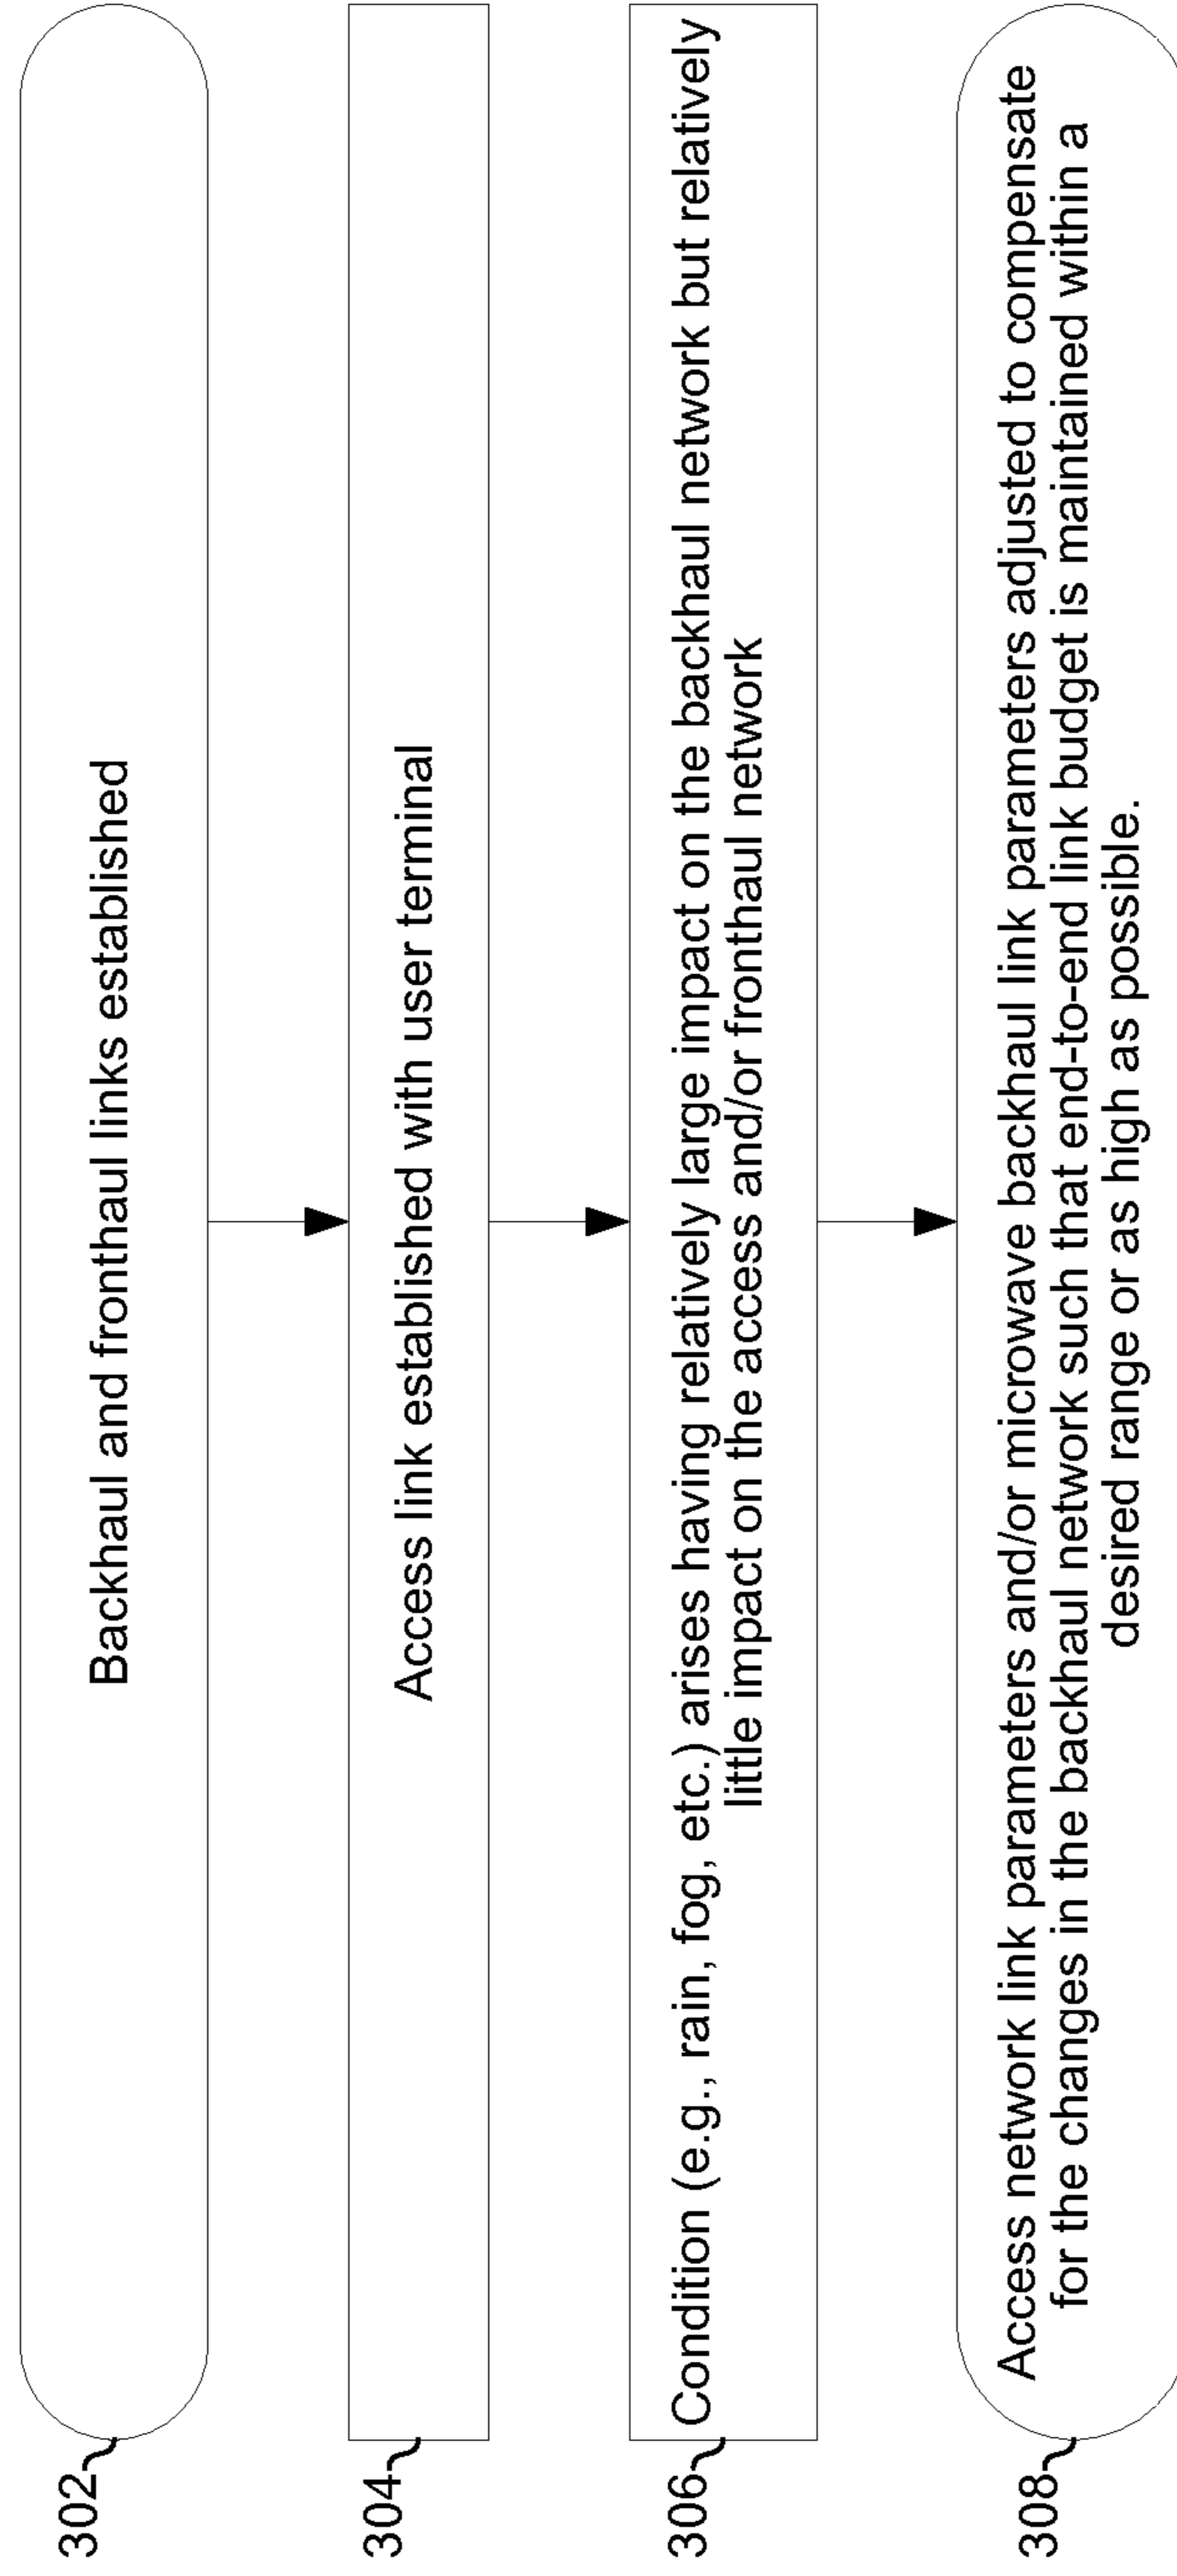 302
Backhaul and fronthaul links established
304
Access link established with user terminal
306
Condition (e.g., rain, fog, etc.) arises having relatively large impact on the backhaul network but relatively
little impact on the access and/or fronthaul network
308
Access network link parameters and/or microwave backhaul link parameters adjusted to compensate
for the changes in the backhaul network such that end-to-end link budget is maintained within a
desired range or as high as possible.